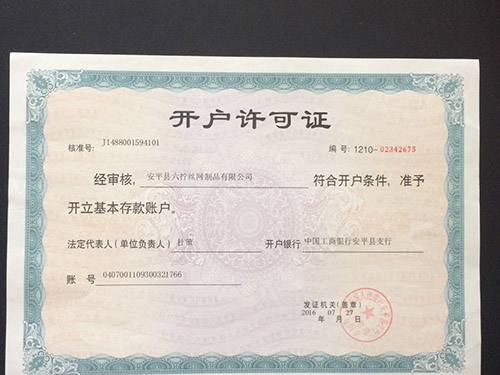 开户许可证
核准号: J1488001594101 编号: 1210-02342675
经审核, 安平县六拧丝网制品有限公司 符合开户条件, 准予
开立基本存款账户。
法定代表人(单位负责人) 杜策 开户银行 中国工商银行安平县支行
账 号 0407001109300321766
发证机关(盖章)
2016 07 27
年 月 日